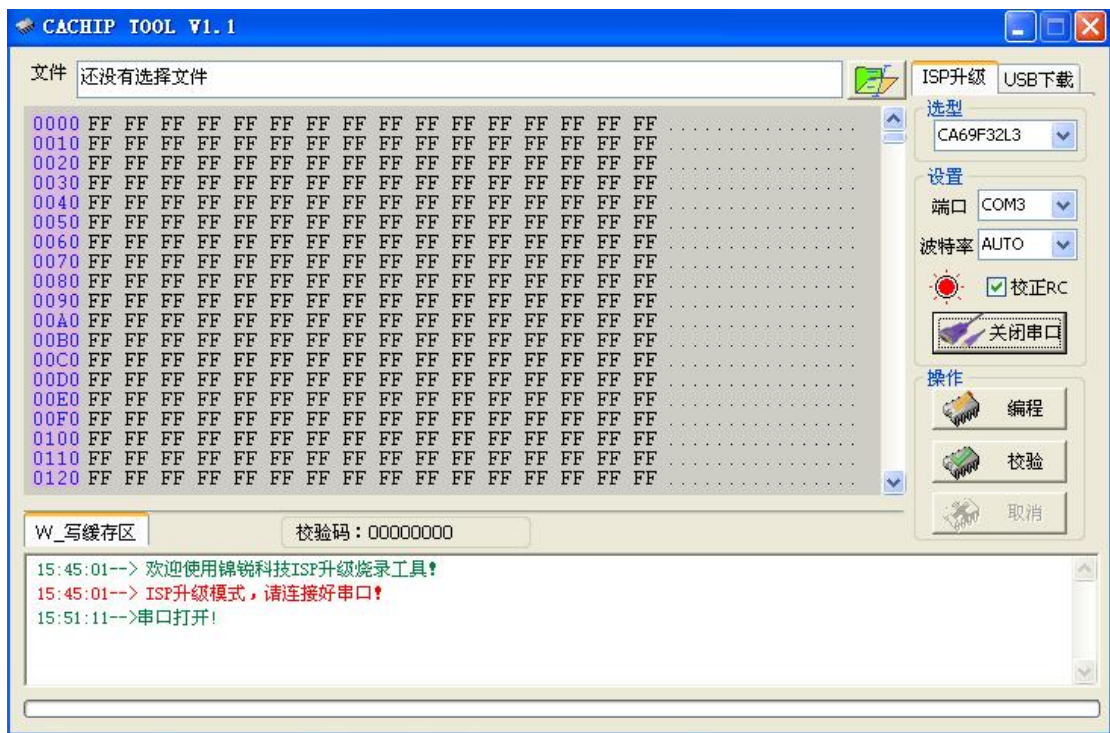 CACHIP TOOL V1.1
文件 还没有选择文件
ISP升级 USB下载
0000 FF FF FF FF FF FF FF FF FF FF FF FF FF FF FF FF ................
0010 FF FF FF FF FF FF FF FF FF FF FF FF FF FF FF FF ................
0020 FF FF FF FF FF FF FF FF FF FF FF FF FF FF FF FF ................
0030 FF FF FF FF FF FF FF FF FF FF FF FF FF FF FF FF ................
0040 FF FF FF FF FF FF FF FF FF FF FF FF FF FF FF FF ................
0050 FF FF FF FF FF FF FF FF FF FF FF FF FF FF FF FF ................
0060 FF FF FF FF FF FF FF FF FF FF FF FF FF FF FF FF ................
0070 FF FF FF FF FF FF FF FF FF FF FF FF FF FF FF FF ................
0080 FF FF FF FF FF FF FF FF FF FF FF FF FF FF FF FF ................
0090 FF FF FF FF FF FF FF FF FF FF FF FF FF FF FF FF ................
00A0 FF FF FF FF FF FF FF FF FF FF FF FF FF FF FF FF ................
00B0 FF FF FF FF FF FF FF FF FF FF FF FF FF FF FF FF ................
00C0 FF FF FF FF FF FF FF FF FF FF FF FF FF FF FF FF ................
00D0 FF FF FF FF FF FF FF FF FF FF FF FF FF FF FF FF ................
00E0 FF FF FF FF FF FF FF FF FF FF FF FF FF FF FF FF ................
00F0 FF FF FF FF FF FF FF FF FF FF FF FF FF FF FF FF ................
0100 FF FF FF FF FF FF FF FF FF FF FF FF FF FF FF FF ................
0110 FF FF FF FF FF FF FF FF FF FF FF FF FF FF FF FF ................
0120 FF FF FF FF FF FF FF FF FF FF FF FF FF FF FF FF ................
选型
CA69F32L3
设置
端口 COM3
波特率 AUTO
校正RC
关闭串口
操作
编程
校验
取消
W_写缓存区 校验码：00000000
15:45:01--> 欢迎使用锦锐科技ISP升级烧录工具！
15:45:01--> ISP升级模式，请连接好串口！
15:51:11-->串口打开!